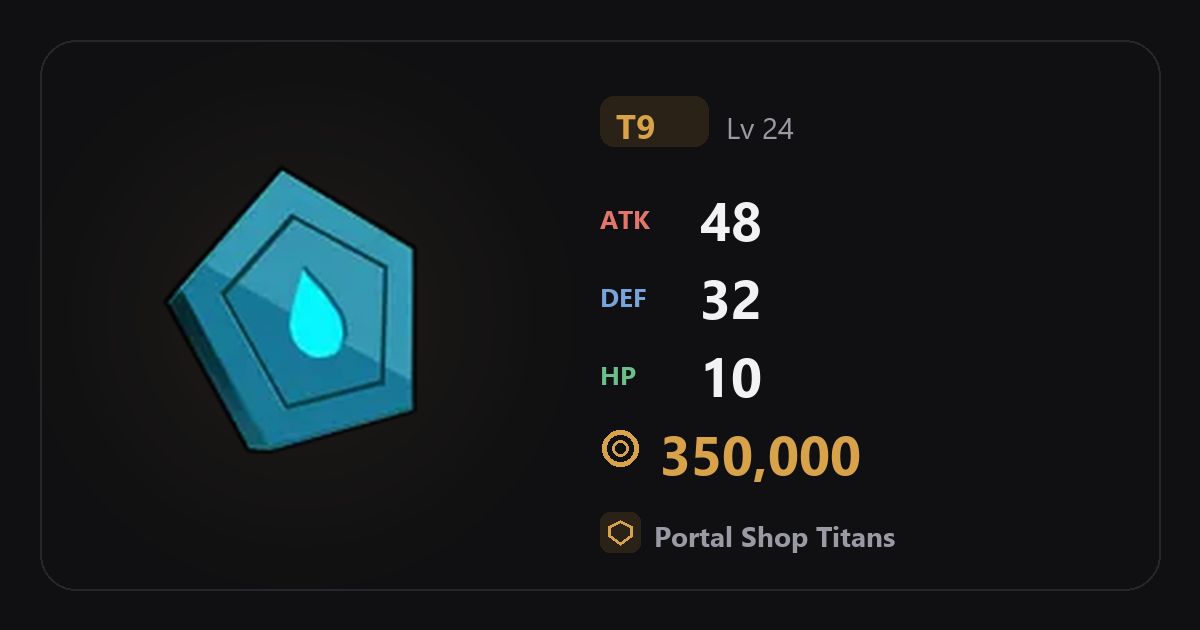 T9 Lv 24
ATK 48
DEF 32
HP 10
350,000
Portal Shop Titans